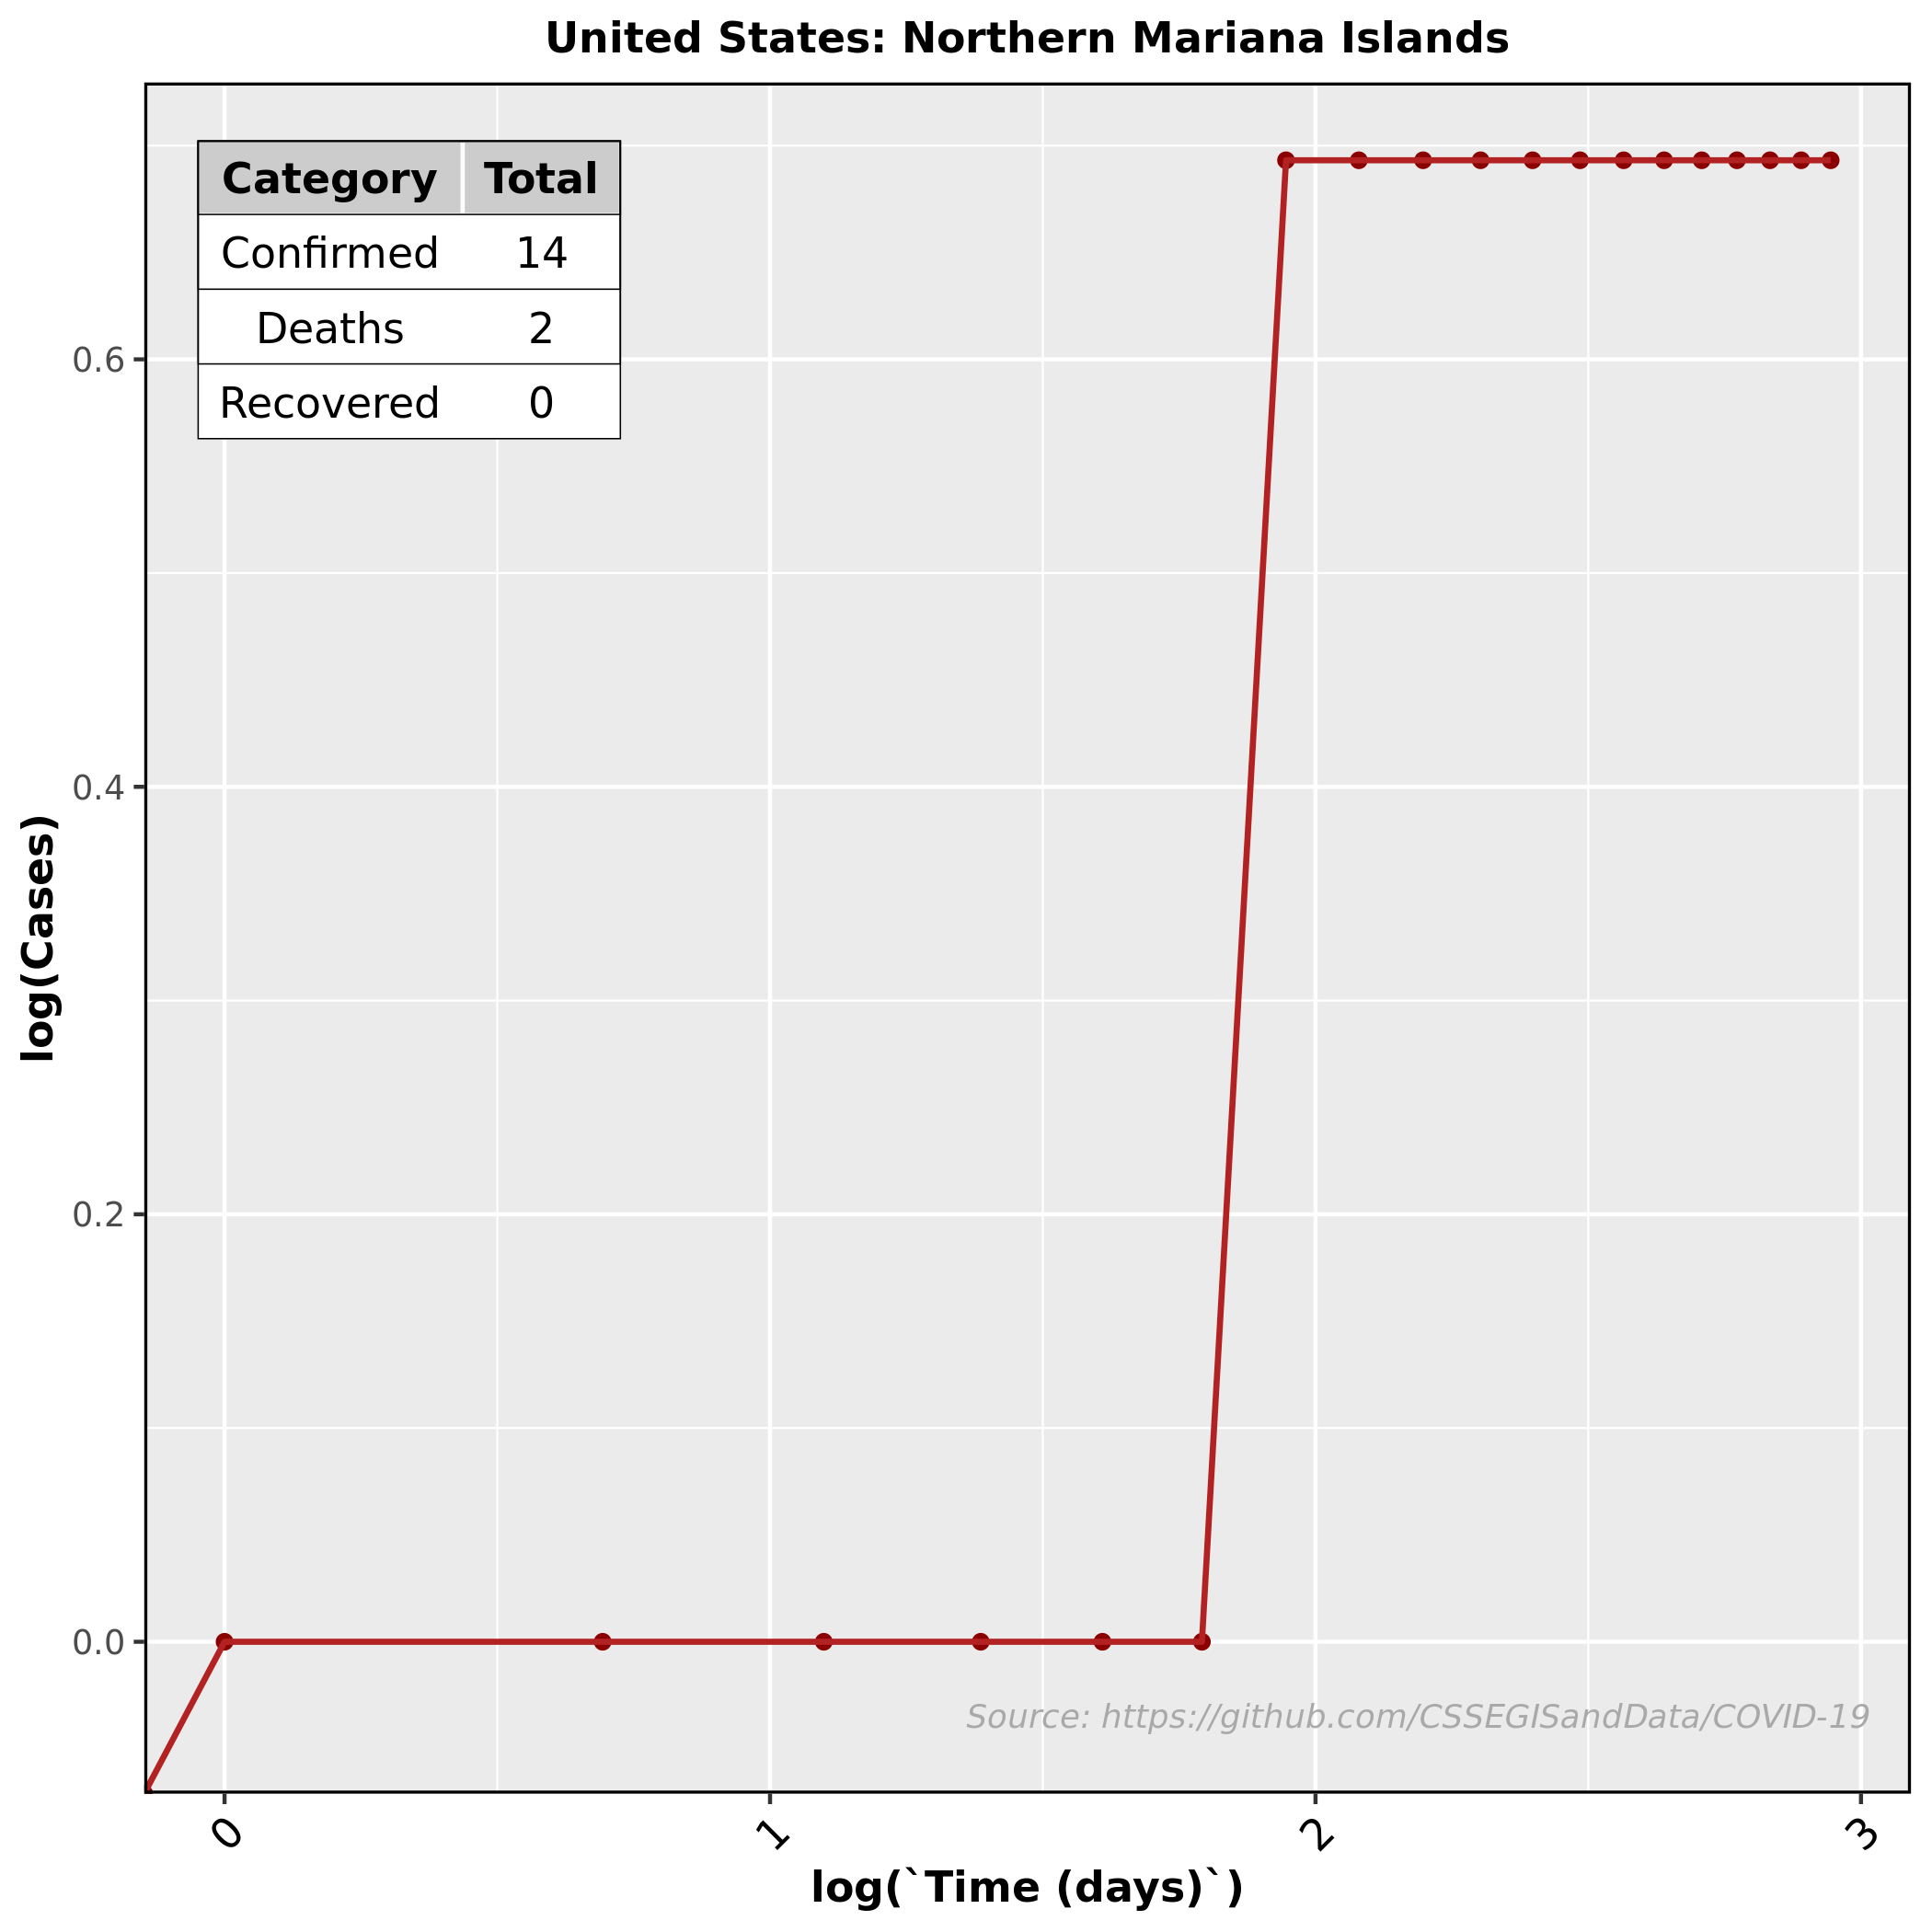 United States: Northern Mariana Islands
Category Total
Confirmed 14
Deaths 2
Recovered 0
0.6
0.4
0.2
0.0
log(Cases)
Source: https://github.com/CSSEGISandData/COVID-19
0 1 2 3
log(`Time (days)`)